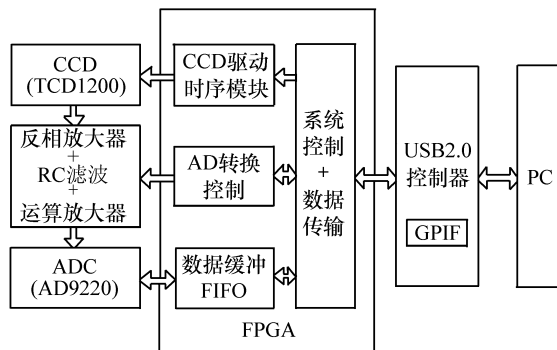 CCD
(TCD1200)
反相放大器
+
RC滤波
+
运算放大器
ADC
(AD9220)
CCD驱动
时序模块
AD转换
控制
数据缓冲
FIFO
系统
控制
+
数据
传输
FPGA
USB2.0
控制器
GPIF
PC